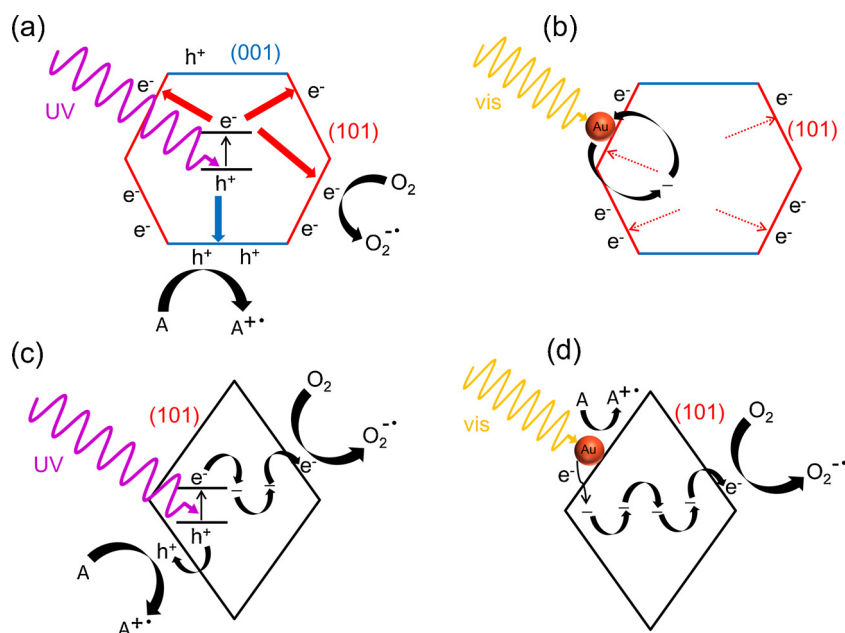 (a)
h⁺
(001)
e⁻
e⁻
UV
e⁻
(101)
h⁺
e⁻
e⁻
O₂
e⁻
e⁻
O₂⁻•
h⁺
h⁺
A
A⁺•
(b)
vis
e⁻
Au
(101)
e⁻
e⁻
e⁻
e⁻
(c)
(101)
O₂
UV
O₂⁻•
e⁻
e⁻
h⁺
h⁺
A
A⁺•
(d)
A
A⁺•
(101)
O₂
vis
Au
e⁻
e⁻
O₂⁻•